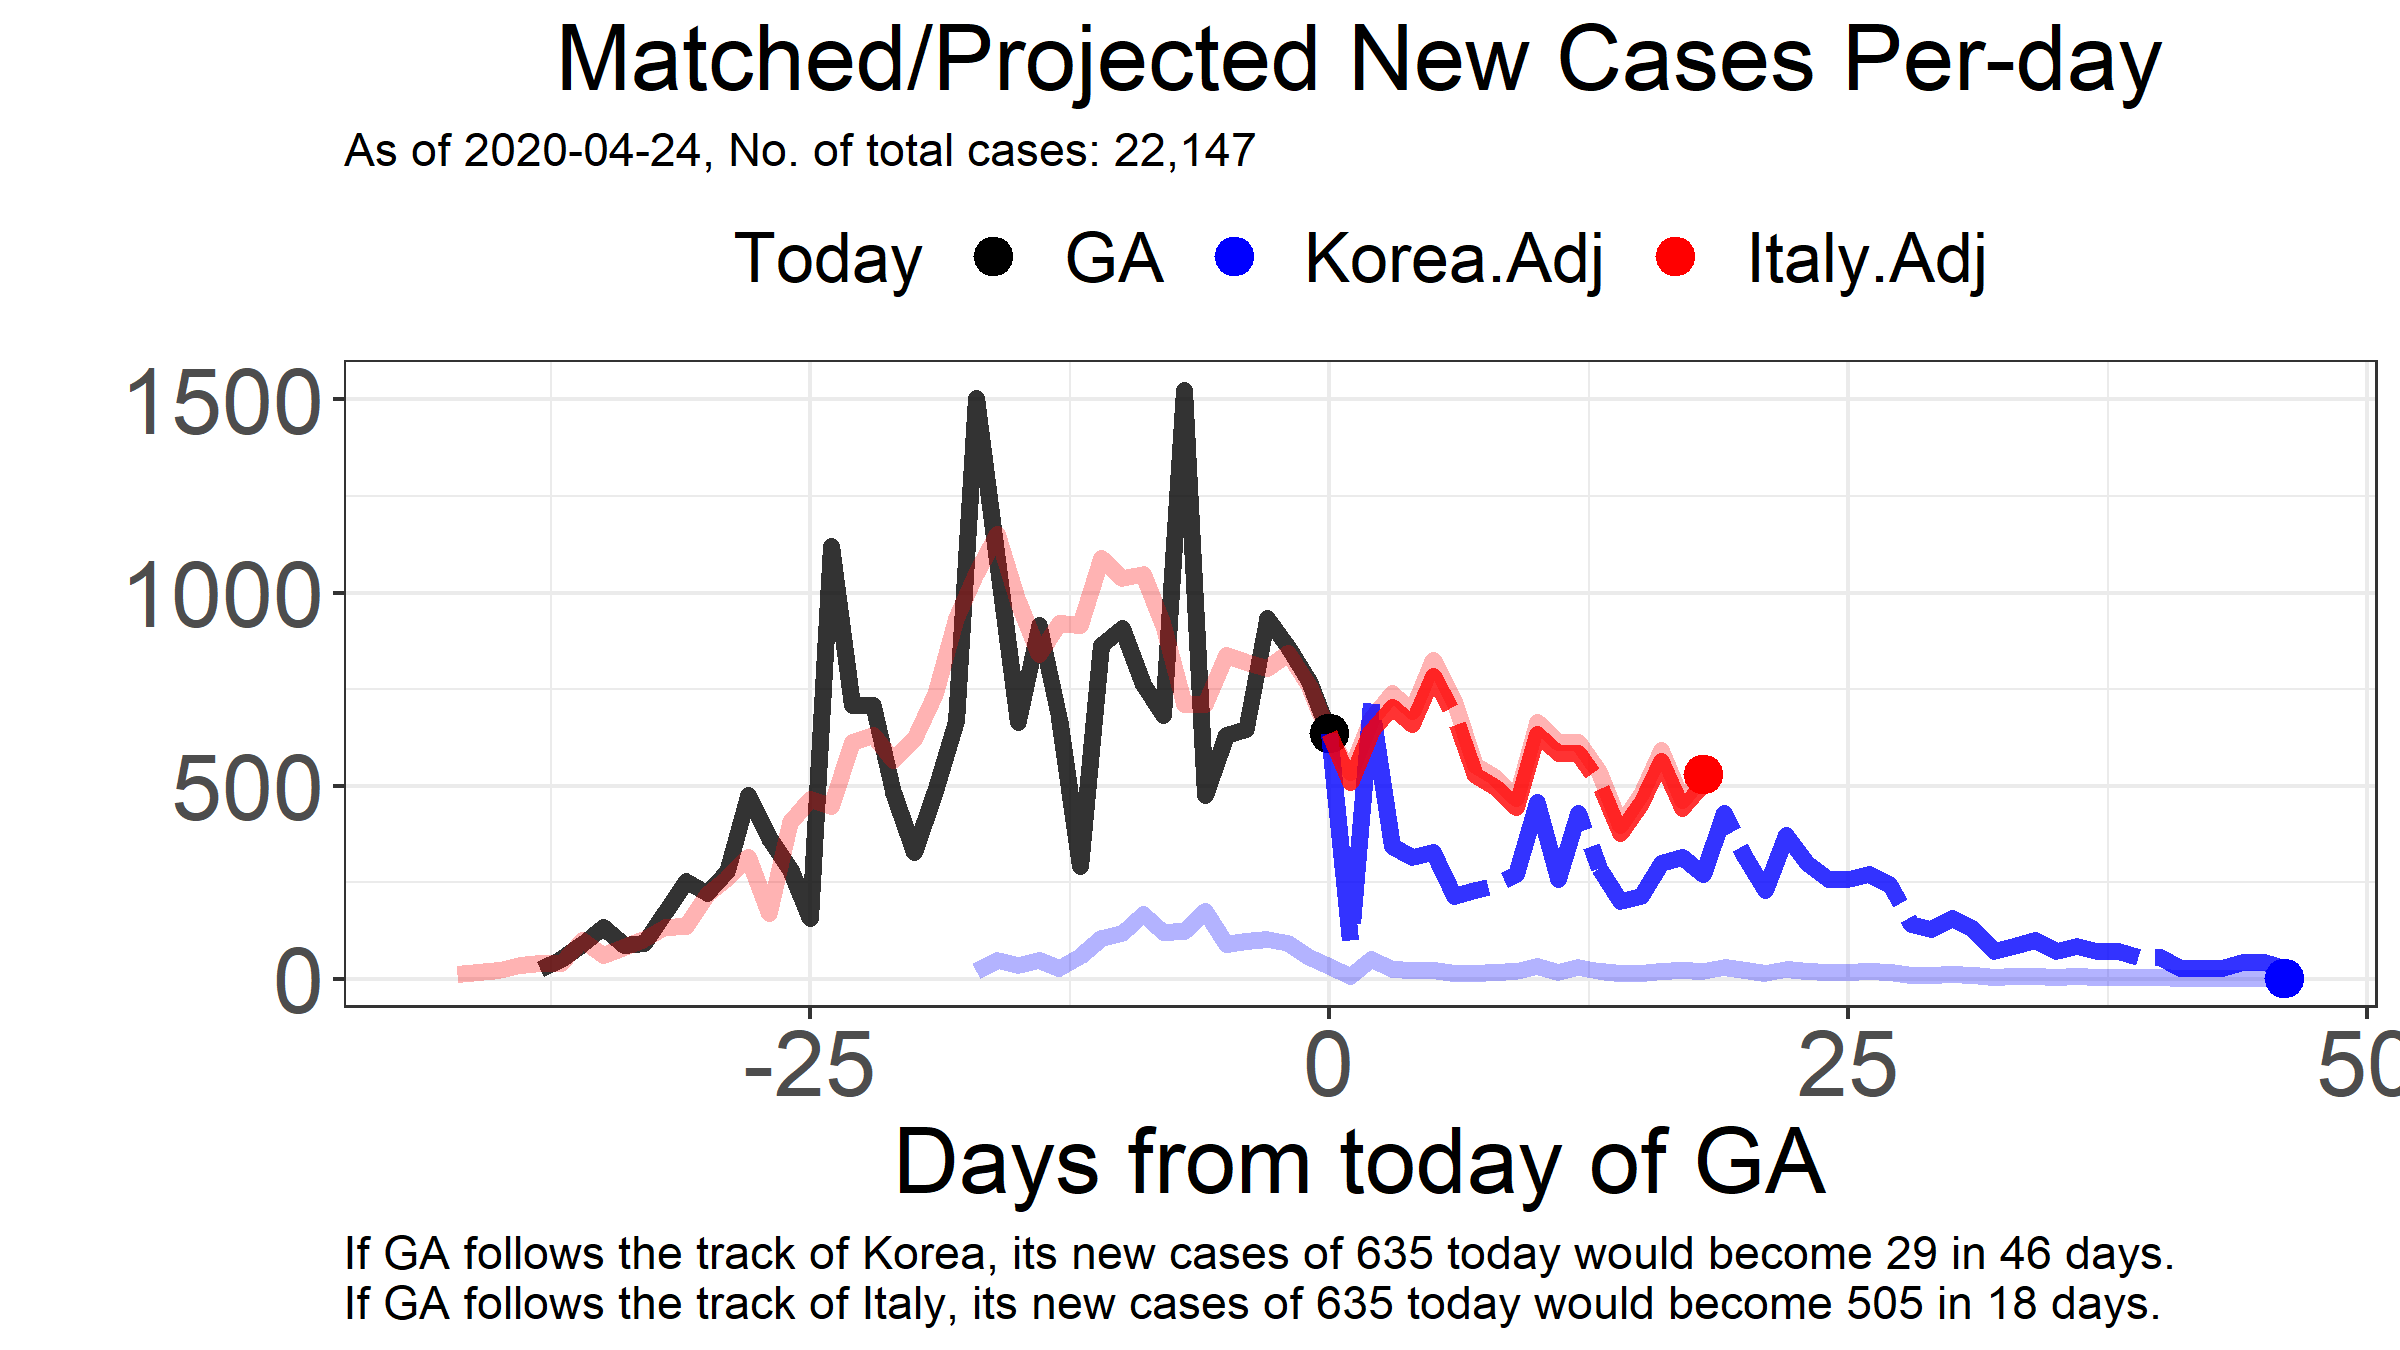 Matched/Projected New Cases Per-day
As of 2020-04-24, No. of total cases: 22,147
Today GA Korea.Adj Italy.Adj
1500
1000
500
0
-25 0 25 50
Days from today of GA
If GA follows the track of Korea, its new cases of 635 today would become 29 in 46 days.
If GA follows the track of Italy, its new cases of 635 today would become 505 in 18 days.